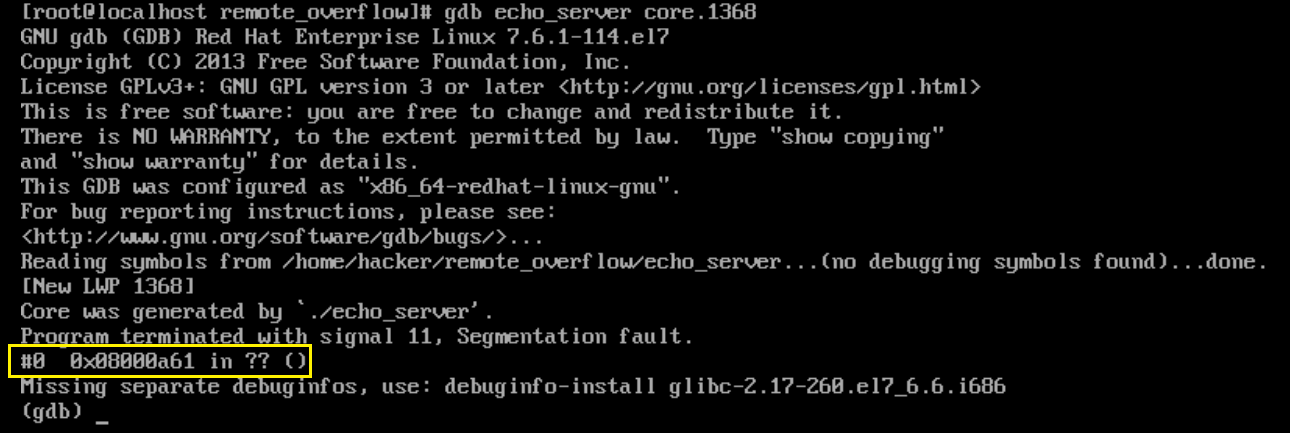 [root@localhost remote_overflow]# gdb echo_server core.1368
GNU gdb (GDB) Red Hat Enterprise Linux 7.6.1-114.el7
Copyright (C) 2013 Free Software Foundation, Inc.
License GPLv3+: GNU GPL version 3 or later <http://gnu.org/licenses/gpl.html>
This is free software: you are free to change and redistribute it.
There is NO WARRANTY, to the extent permitted by law.  Type "show copying"
and "show warranty" for details.
This GDB was configured as "x86_64-redhat-linux-gnu".
For bug reporting instructions, please see:
<http://www.gnu.org/software/gdb/bugs/>...
Reading symbols from /home/hacker/remote_overflow/echo_server...(no debugging symbols found)...done.
[New LWP 1368]
Core was generated by `./echo_server'.
Program terminated with signal 11, Segmentation fault.
#0  0x08000a61 in ?? ()
Missing separate debuginfos, use: debuginfo-install glibc-2.17-260.el7_6.6.i686
(gdb) _